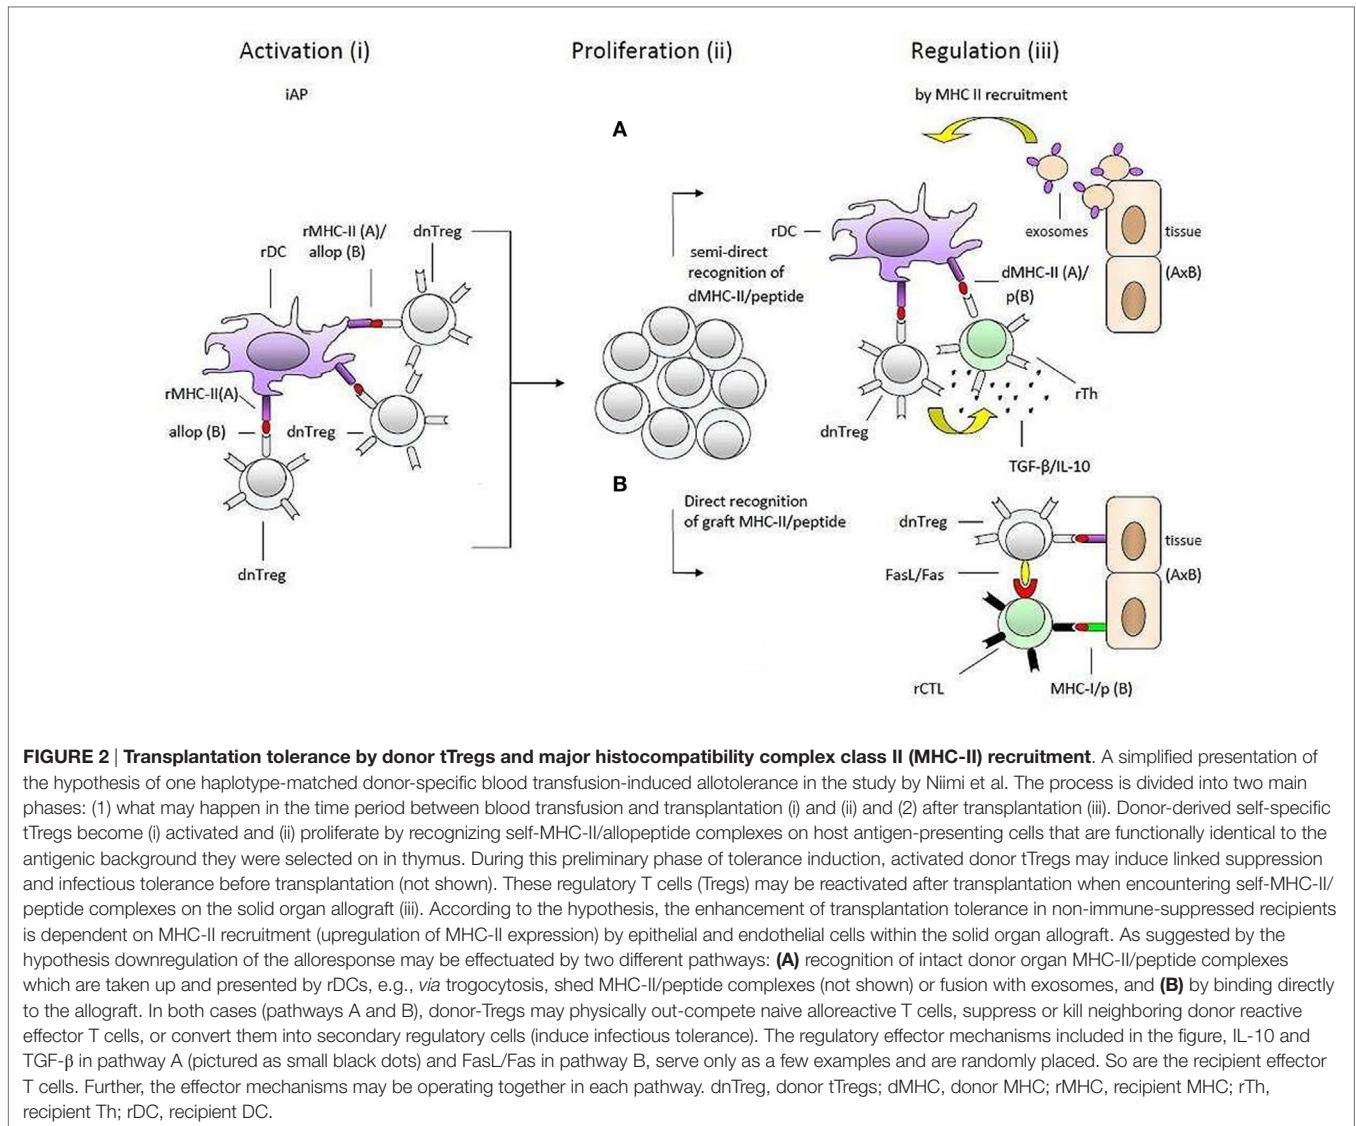 Activation (i)
Proliferation (ii)
Regulation (iii)
iAP
by MHC II recruitment
A
rMHC-II (A)/
allop (B)
dnTreg
rDC
rMHC-II(A)
allop (B)
dnTreg
dnTreg
semi-direct
recognition of
dMHC-II/peptide
rDC
exosomes
tissue
(AxB)
dMHC-II (A)/
p(B)
rTh
dnTreg
TGF-β/IL-10
B
Direct recognition
of graft MHC-II/peptide
dnTreg
tissue
(AxB)
FasL/Fas
rCTL
MHC-I/p (B)
FIGURE 2 | Transplantation tolerance by donor tTregs and major histocompatibility complex class II (MHC-II) recruitment. A simplified presentation of
the hypothesis of one haplotype-matched donor-specific blood transfusion-induced allotolerance in the study by Niimi et al. The process is divided into two main
phases: (1) what may happen in the time period between blood transfusion and transplantation (i) and (ii) and (2) after transplantation (iii). Donor-derived self-specific
tTregs become (i) activated and (ii) proliferate by recognizing self-MHC-II/allopeptide complexes on host antigen-presenting cells that are functionally identical to the
antigenic background they were selected on in thymus. During this preliminary phase of tolerance induction, activated donor tTregs may induce linked suppression
and infectious tolerance before transplantation (not shown). These regulatory T cells (Tregs) may be reactivated after transplantation when encountering self-MHC-II/
peptide complexes on the solid organ allograft (iii). According to the hypothesis, the enhancement of transplantation tolerance in non-immune-suppressed recipients
is dependent on MHC-II recruitment (upregulation of MHC-II expression) by epithelial and endothelial cells within the solid organ allograft. As suggested by the
hypothesis downregulation of the alloresponse may be effectuated by two different pathways: (A) recognition of intact donor organ MHC-II/peptide complexes
which are taken up and presented by rDCs, e.g., via trogocytosis, shed MHC-II/peptide complexes (not shown) or fusion with exosomes, and (B) by binding directly
to the allograft. In both cases (pathways A and B), donor-Tregs may physically out-compete naive alloreactive T cells, suppress or kill neighboring donor reactive
effector T cells, or convert them into secondary regulatory cells (induce infectious tolerance). The regulatory effector mechanisms included in the figure, IL-10 and
TGF-β in pathway A (pictured as small black dots) and FasL/Fas in pathway B, serve only as a few examples and are randomly placed. So are the recipient effector
T cells. Further, the effector mechanisms may be operating together in each pathway. dnTreg, donor tTregs; dMHC, donor MHC; rMHC, recipient MHC; rTh,
recipient Th; rDC, recipient DC.